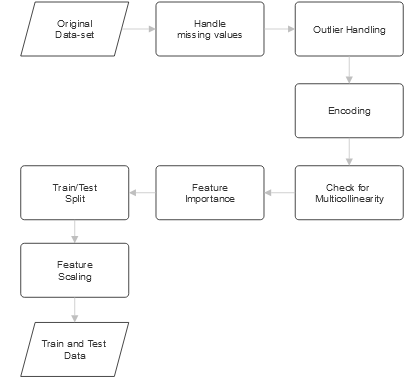 Original
Data-set
Handle
missing values
Outlier Handling
Encoding
Check for
Multicollinearity
Feature
Importance
Train/Test
Split
Feature
Scaling
Train and Test
Data